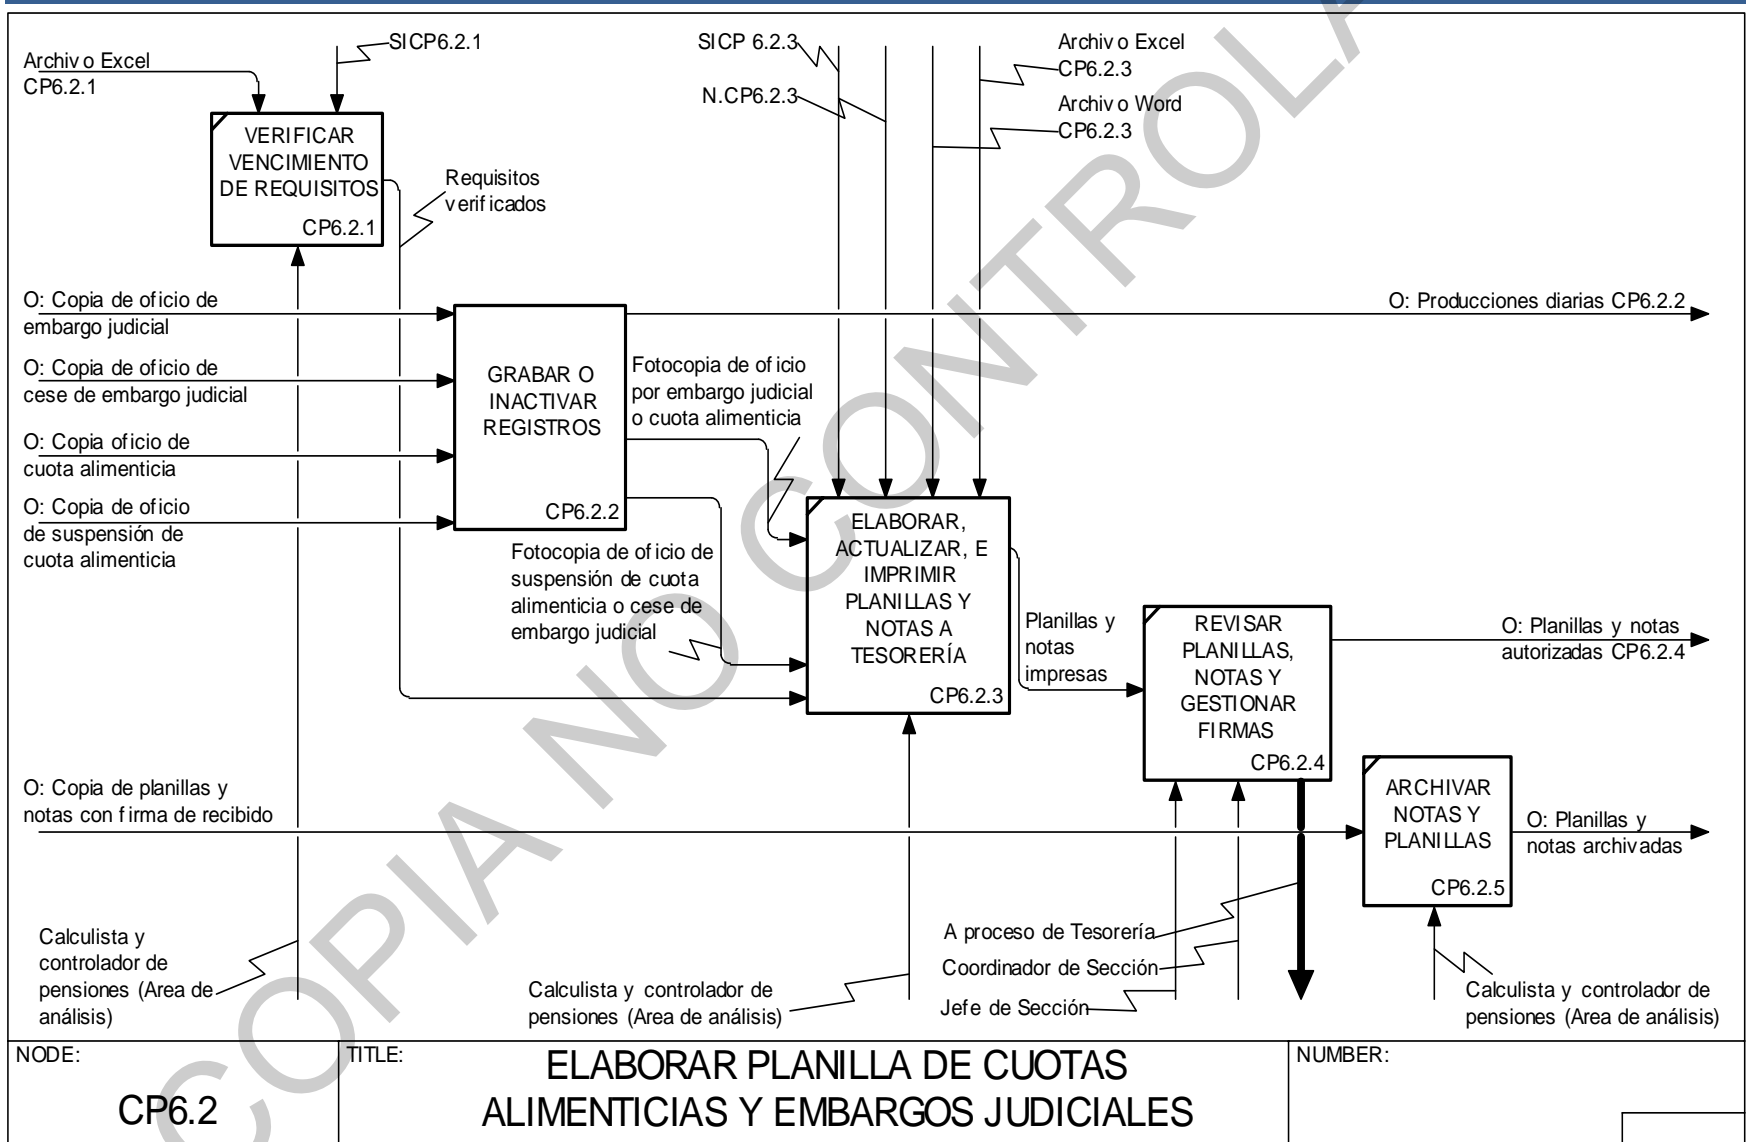 Archivo Excel
CP6.2.1
SICP6.2.1
SICP 6.2.3
N.CP6.2.3
Archivo Excel
CP6.2.3
Archivo Word
CP6.2.3
VERIFICAR
VENCIMIENTO
DE REQUISITOS
CP6.2.1
Requisitos
verificados
O: Copia de oficio de
embargo judicial
O: Copia de oficio de
cese de embargo judicial
O: Copia oficio de
cuota alimenticia
O: Copia de oficio
de suspensión de
cuota alimenticia
GRABAR O
INACTIVAR
REGISTROS
CP6.2.2
O: Producciones diarias CP6.2.2
Fotocopia de oficio
por embargo judicial
o cuota alimenticia
Fotocopia de oficio de
suspensión de cuota
alimenticia o cese de
embargo judicial
ELABORAR,
ACTUALIZAR, E
IMPRIMIR
PLANILLAS Y
NOTAS A
TESORERÍA
CP6.2.3
Planillas y
notas
impresas
REVISAR
PLANILLAS,
NOTAS Y
GESTIONAR
FIRMAS
CP6.2.4
O: Planillas y notas
autorizadas CP6.2.4
O: Copia de planillas y
notas con firma de recibido
ARCHIVAR
NOTAS Y
PLANILLAS
CP6.2.5
O: Planillas y
notas archivadas
Calculista y
controlador de
pensiones (Area de
análisis)
Calculista y controlador de
pensiones (Area de análisis)
A proceso de Tesorería
Coordinador de Sección
Jefe de Sección
Calculista y controlador de
pensiones (Area de análisis)
NODE:
CP6.2
TITLE:
ELABORAR PLANILLA DE CUOTAS
ALIMENTICIAS Y EMBARGOS JUDICIALES
NUMBER:
COPIA NO CONTROLA